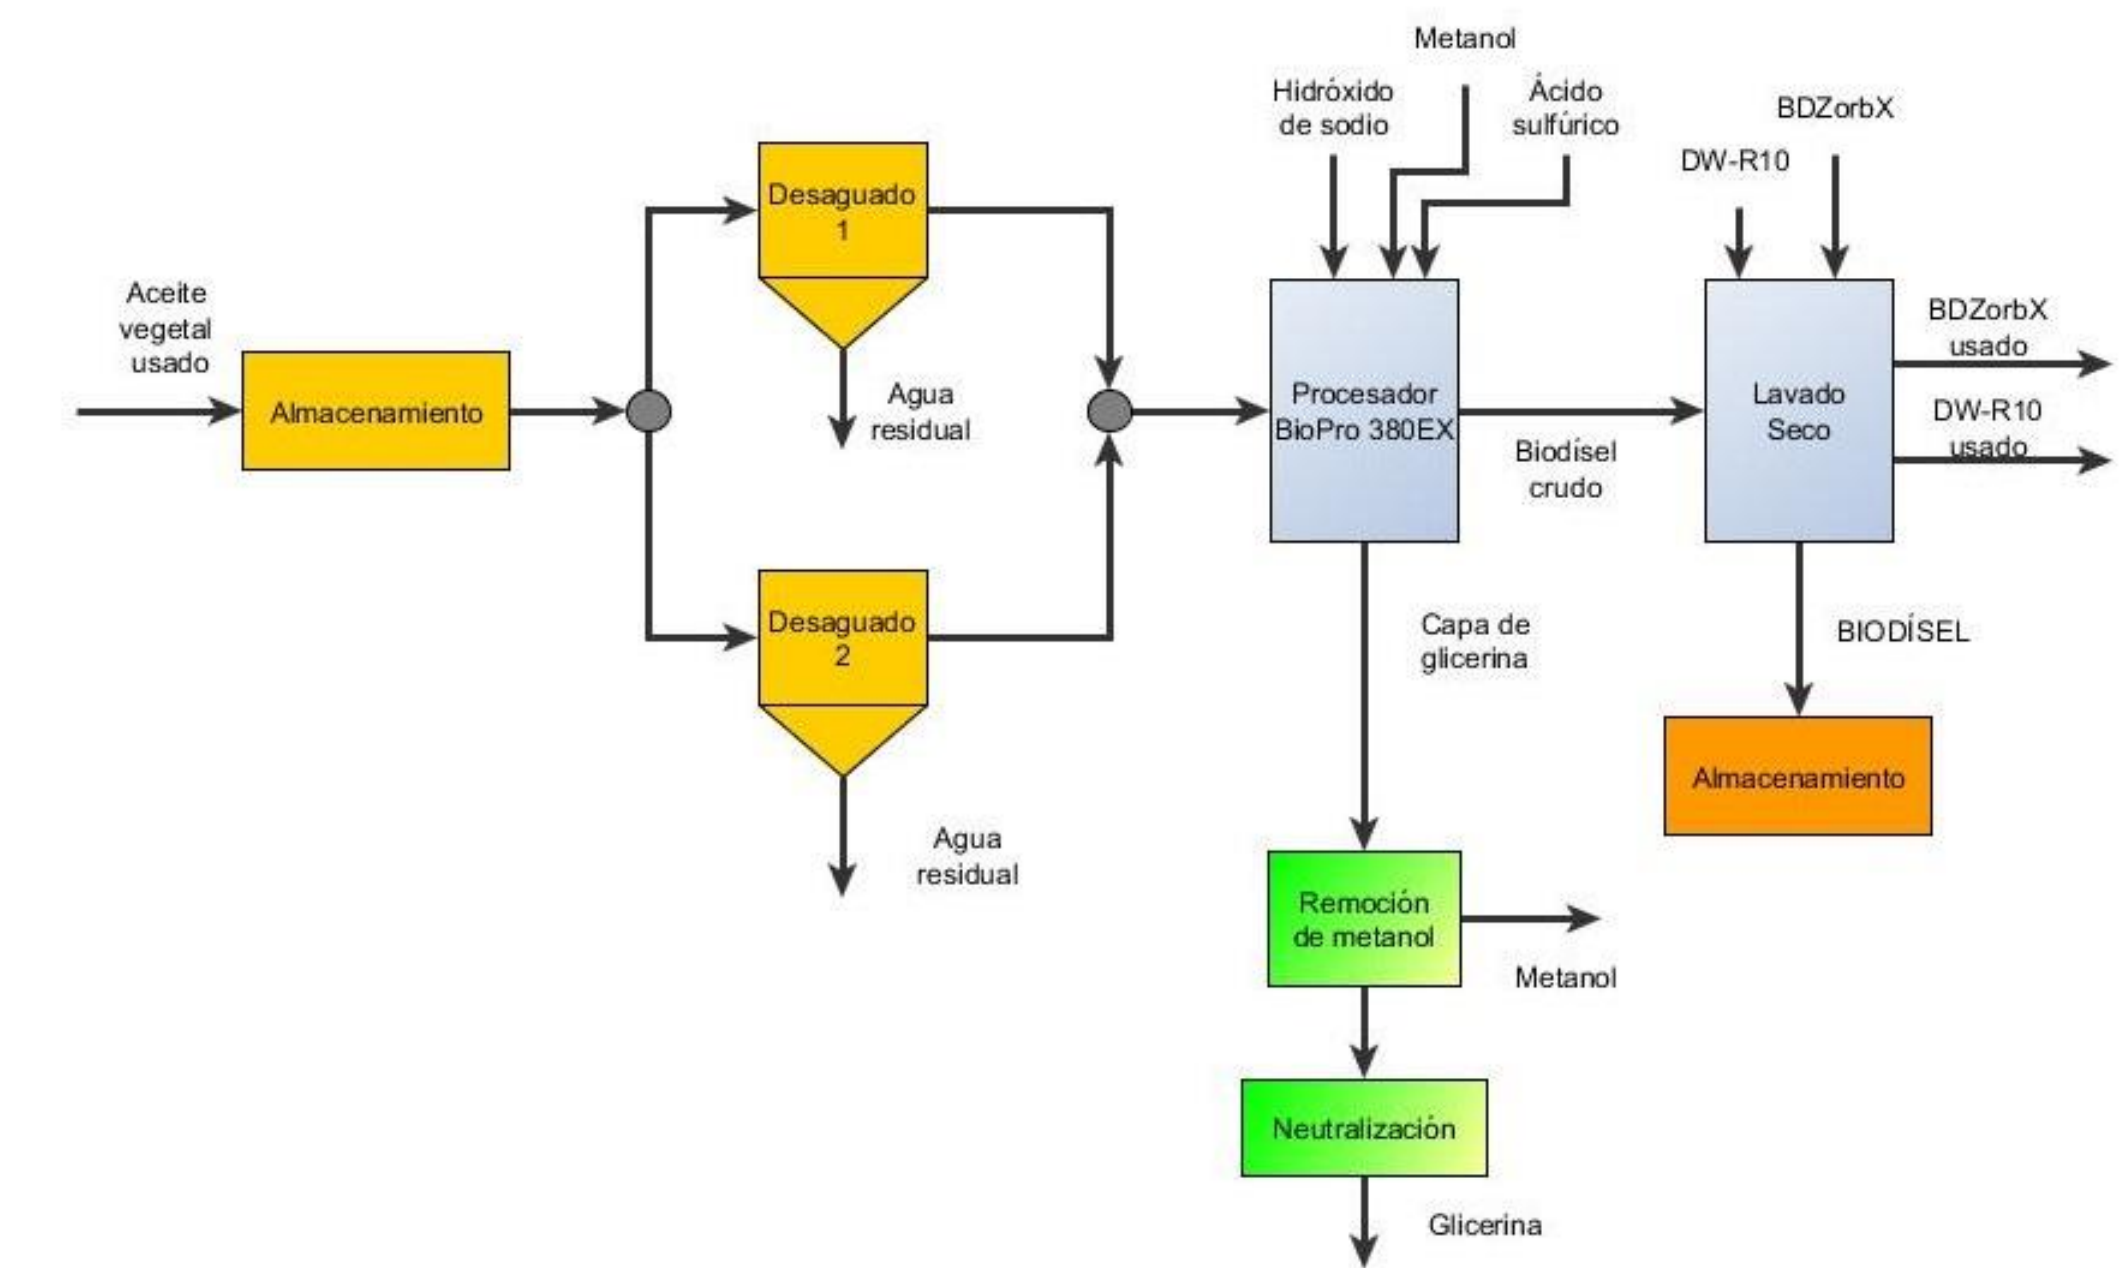 Metanol
Hidróxido
de sodio
Ácido
sulfúrico
BDZorbX
DW-R10
Desaguado
1
Aceite
vegetal
usado
Almacenamiento
Agua
residual
Procesador
BioPro 380EX
Biodísel
crudo
Lavado
Seco
BDZorbX
usado
DW-R10
usado
Desaguado
2
Agua
residual
Capa de
glicerina
BIODÍSEL
Almacenamiento
Remoción
de metanol
Metanol
Neutralización
Glicerina